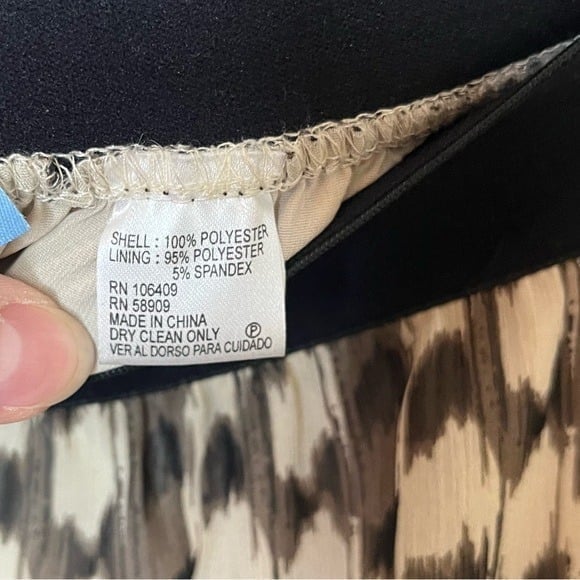 SHELL : 100% POLYESTER
LINING : 95% POLYESTER
5% SPANDEX
RN 106409
RN 58909
MADE IN CHINA
DRY CLEAN ONLY Ⓟ
VER AL DORSO PARA CUIDADO